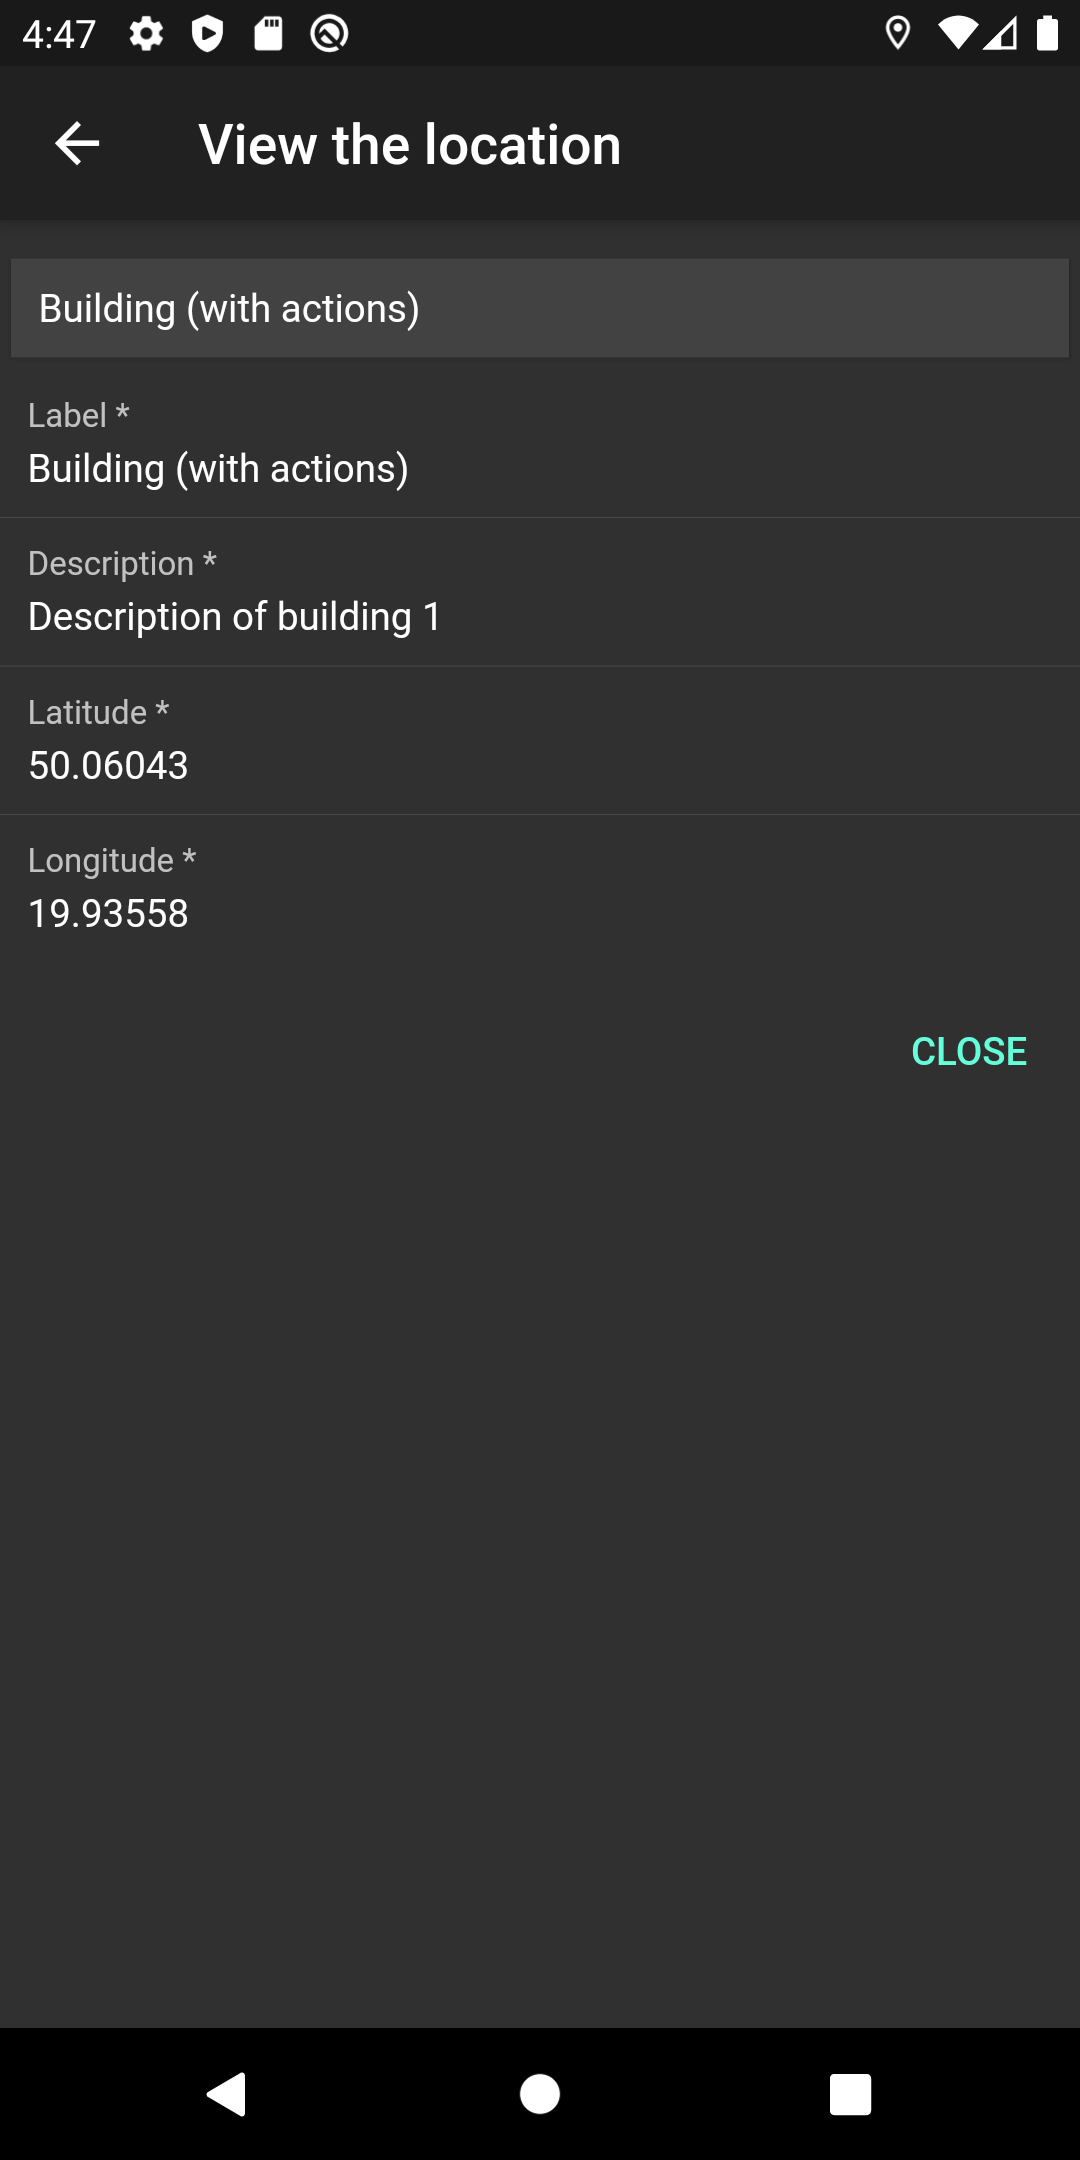 4:47
View the location
Building (with actions)
Label *
Building (with actions)
Description *
Description of building 1
Latitude *
50.06043
Longitude *
19.93558
CLOSE